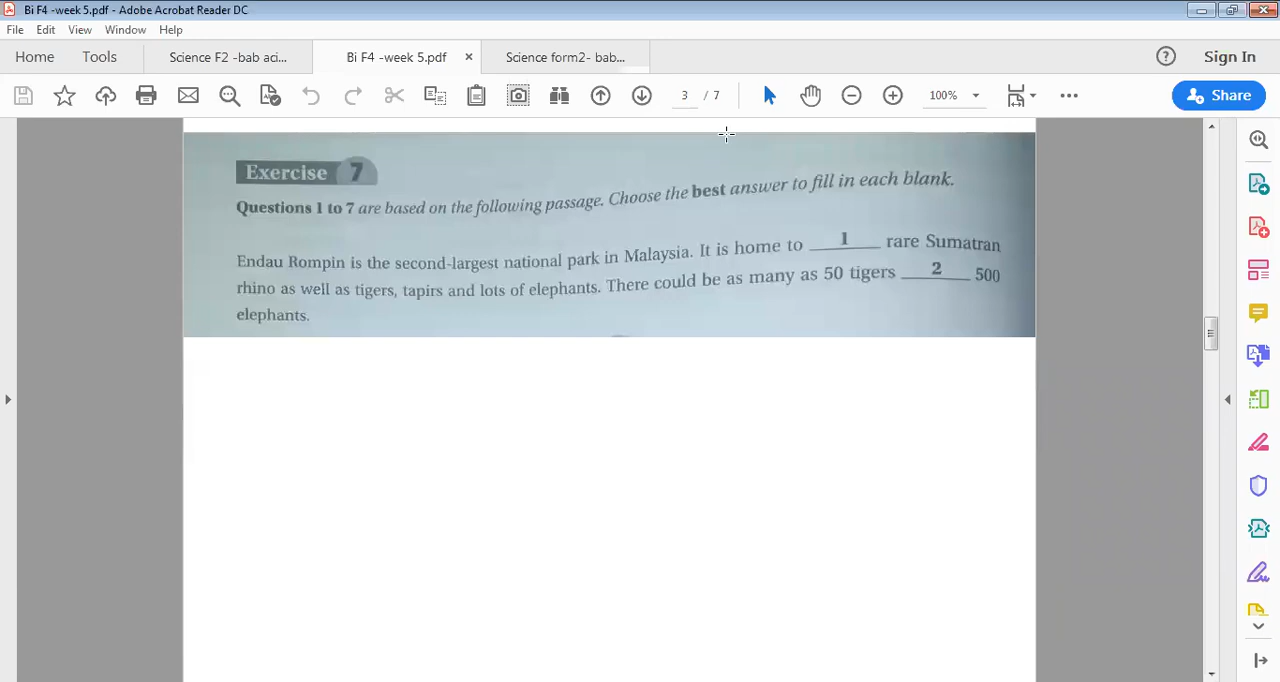 Bi F4 -week 5.pdf - Adobe Acrobat Reader DC
File Edit View Window Help
Home Tools Science F2 -bab aci... Bi F4 -week 5.pdf × Science form2- bab... Sign In
3 / 7 100% Share
Exercise 7
Questions 1 to 7 are based on the following passage. Choose the best answer to fill in each blank.
Endau Rompin is the second-largest national park in Malaysia. It is home to ___1___ rare Sumatran
rhino as well as tigers, tapirs and lots of elephants. There could be as many as 50 tigers ___2___ 500
elephants.